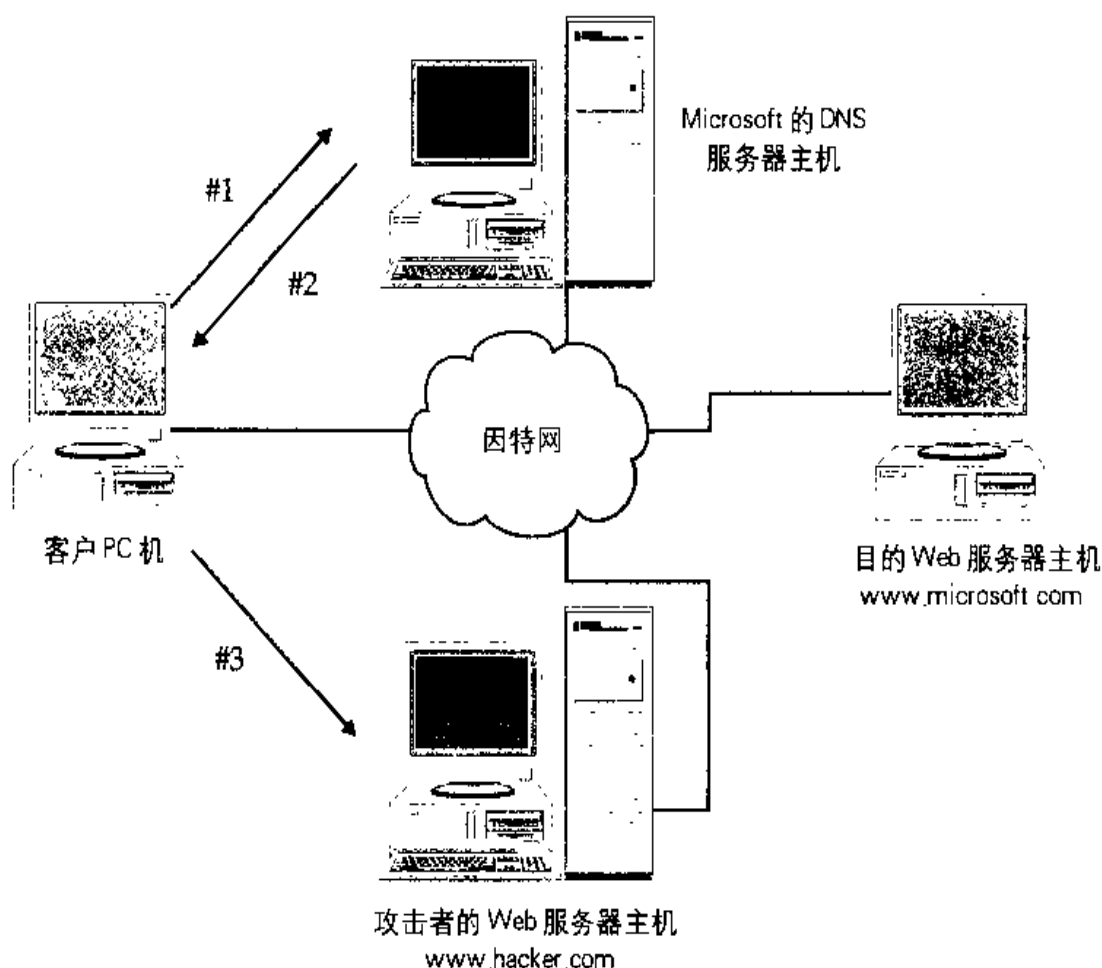 Microsoft 的 DNS
服务器主机
#1
#2
因特网
客户 PC 机
目的 Web 服务器主机
www.microsoft.com
#3
攻击者的 Web 服务器主机
www.hacker.com